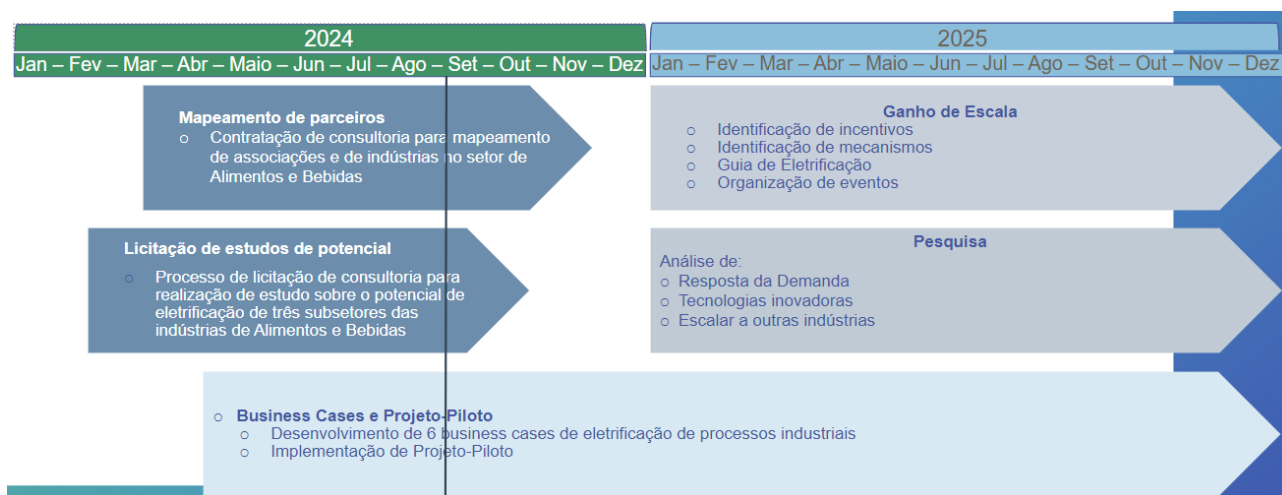 2024
Jan – Fev – Mar – Abr – Maio – Jun – Jul – Ago – Set – Out – Nov – Dez
2025
Jan – Fev – Mar – Abr – Maio – Jun – Jul – Ago – Set – Out – Nov – Dez
Mapeamento de parceiros
o Contratação de consultoria para mapeamento
de associações e de indústrias no setor de
Alimentos e Bebidas
Ganho de Escala
o Identificação de incentivos
o Identificação de mecanismos
o Guia de Eletrificação
o Organização de eventos
Licitação de estudos de potencial
o Processo de licitação de consultoria para
realização de estudo sobre o potencial de
eletrificação de três subsetores das
indústrias de Alimentos e Bebidas
Pesquisa
Análise de:
o Resposta da Demanda
o Tecnologias inovadoras
o Escalar a outras indústrias
o Business Cases e Projeto-Piloto
o Desenvolvimento de 6 business cases de eletrificação de processos industriais
o Implementação de Projeto-Piloto